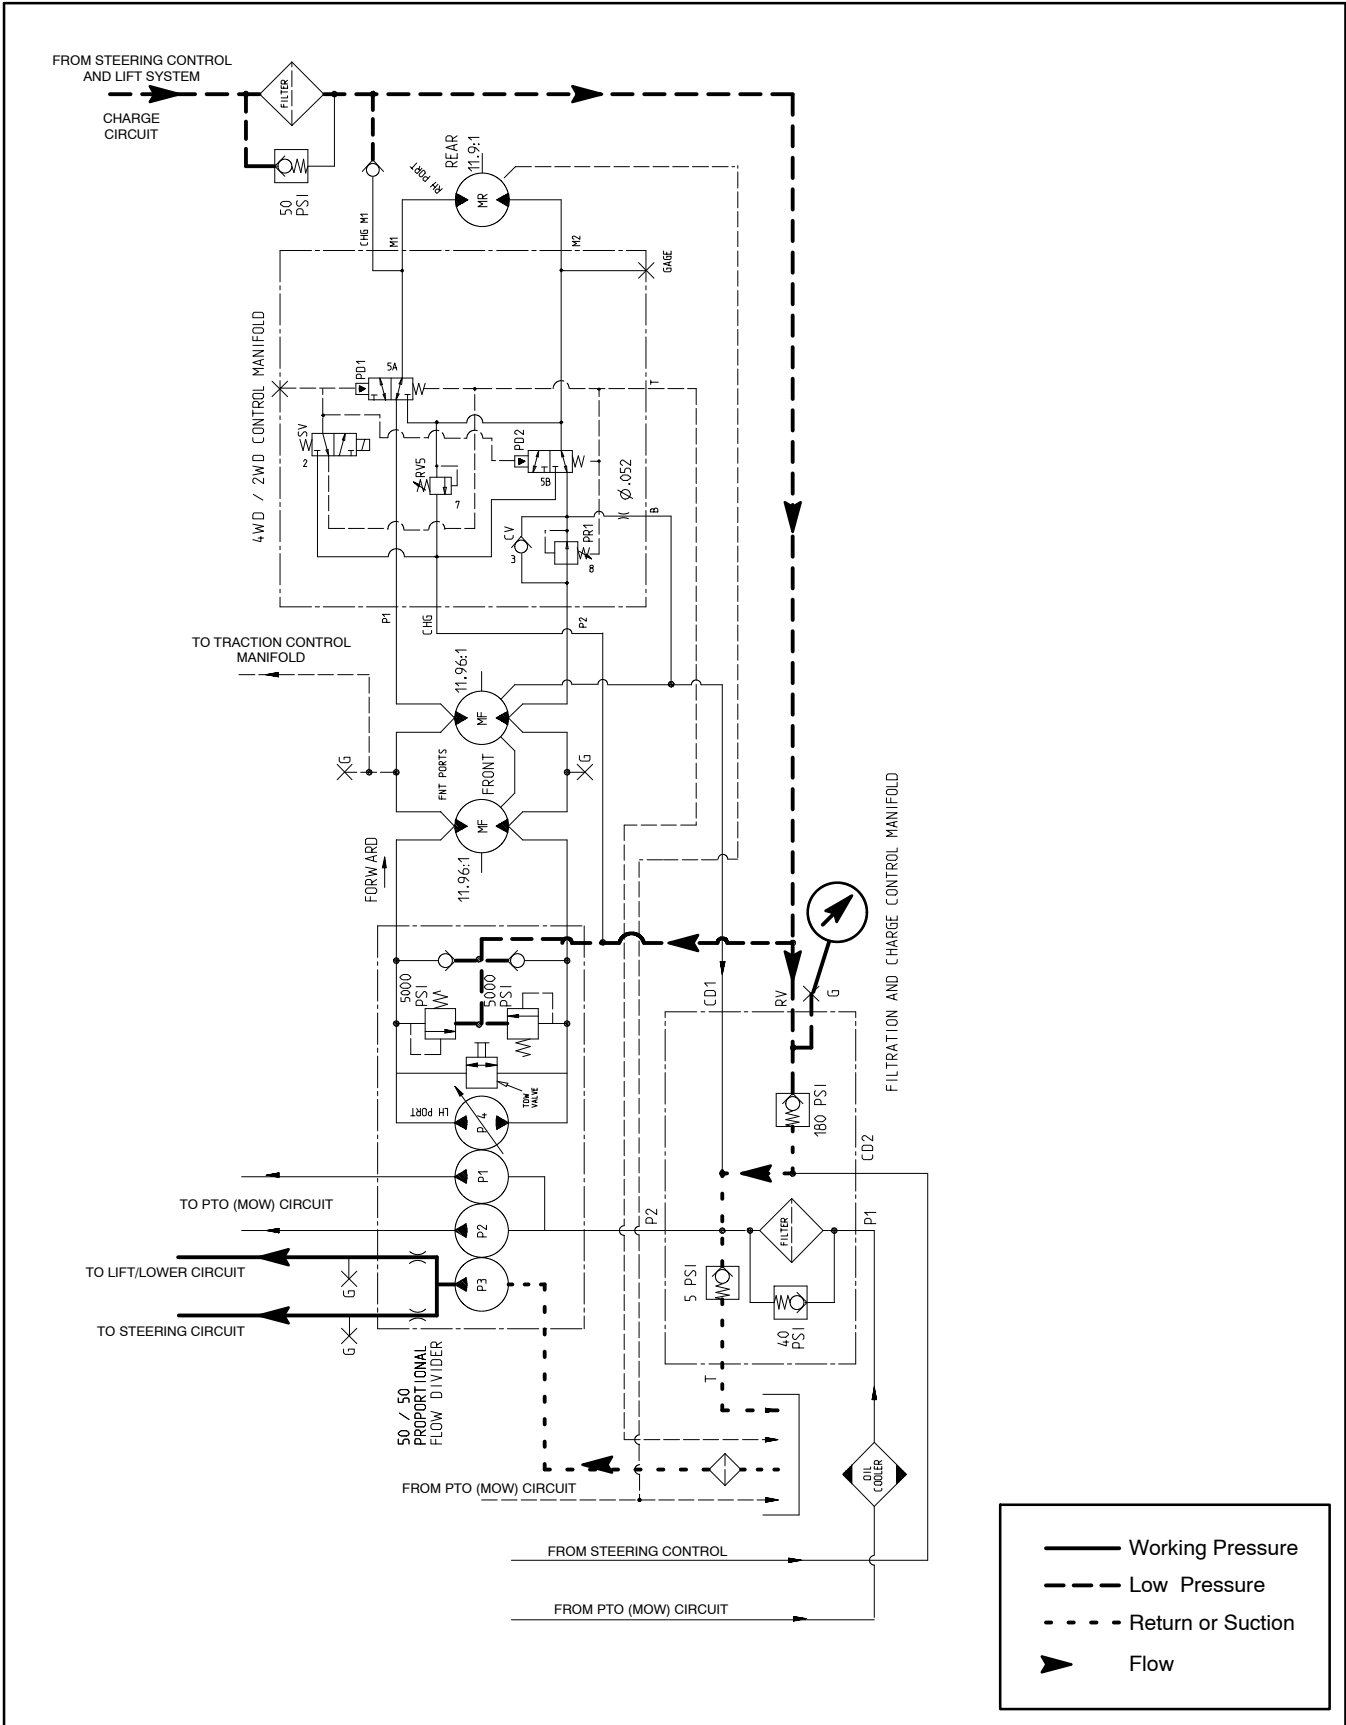 FROM STEERING CONTROL
AND LIFT SYSTEM
CHARGE
CIRCUIT
FILTER
50
PSI
RH PORT
REAR
11.9:1
MR
CHG M1
M1
M2
GAGE
4WD / 2WD CONTROL MANIFOLD
PD1
5A
T
SV
2
RV5
7
PD2
5B
Ø.052
CV
3
PR1
8
B
P1
CHG
P2
TO TRACTION CONTROL
MANIFOLD
11.96:1
MF
G
FNT PORTS
FRONT
G
MF
FORWARD
11.96:1
FILTRATION AND CHARGE CONTROL MANIFOLD
5000
PSI
5000
PSI
CD1
RV
G
TOW
VALVE
LH PORT
P 4
180 PSI
CD2
P1
TO PTO (MOW) CIRCUIT
P2
P2
FILTER
P1
TO LIFT/LOWER CIRCUIT
G
P3
5 PSI
TO STEERING CIRCUIT
G
40
PSI
50 / 50
PROPORTIONAL
FLOW DIVIDER
T
OIL
COOLER
FROM PTO (MOW) CIRCUIT
FROM STEERING CONTROL
FROM PTO (MOW) CIRCUIT
Working Pressure
Low Pressure
Return or Suction
Flow